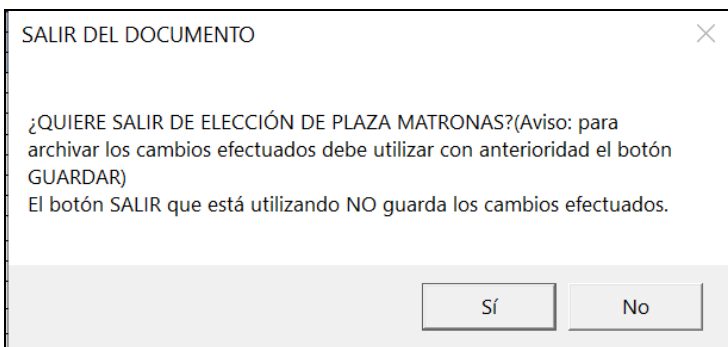 SALIR DEL DOCUMENTO
¿QUIERE SALIR DE ELECCIÓN DE PLAZA MATRONAS?(Aviso: para
archivar los cambios efectuados debe utilizar con anterioridad el botón
GUARDAR)
El botón SALIR que está utilizando NO guarda los cambios efectuados.
Sí
No